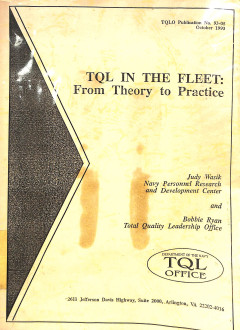 TQLO Publication No. 93-04
October 1993
TQL IN THE FLEET:
From Theory to Practice
Judy Wasik
Navy Personnel Research
and Development Center
and
Bobbie Ryan
Total Quality Leadership Office
DEPARTMENT OF THE NAVY
TQL
OFFICE
2611 Jefferson Davis Highway, Suite 2000, Arlington, VA. 22202-4016